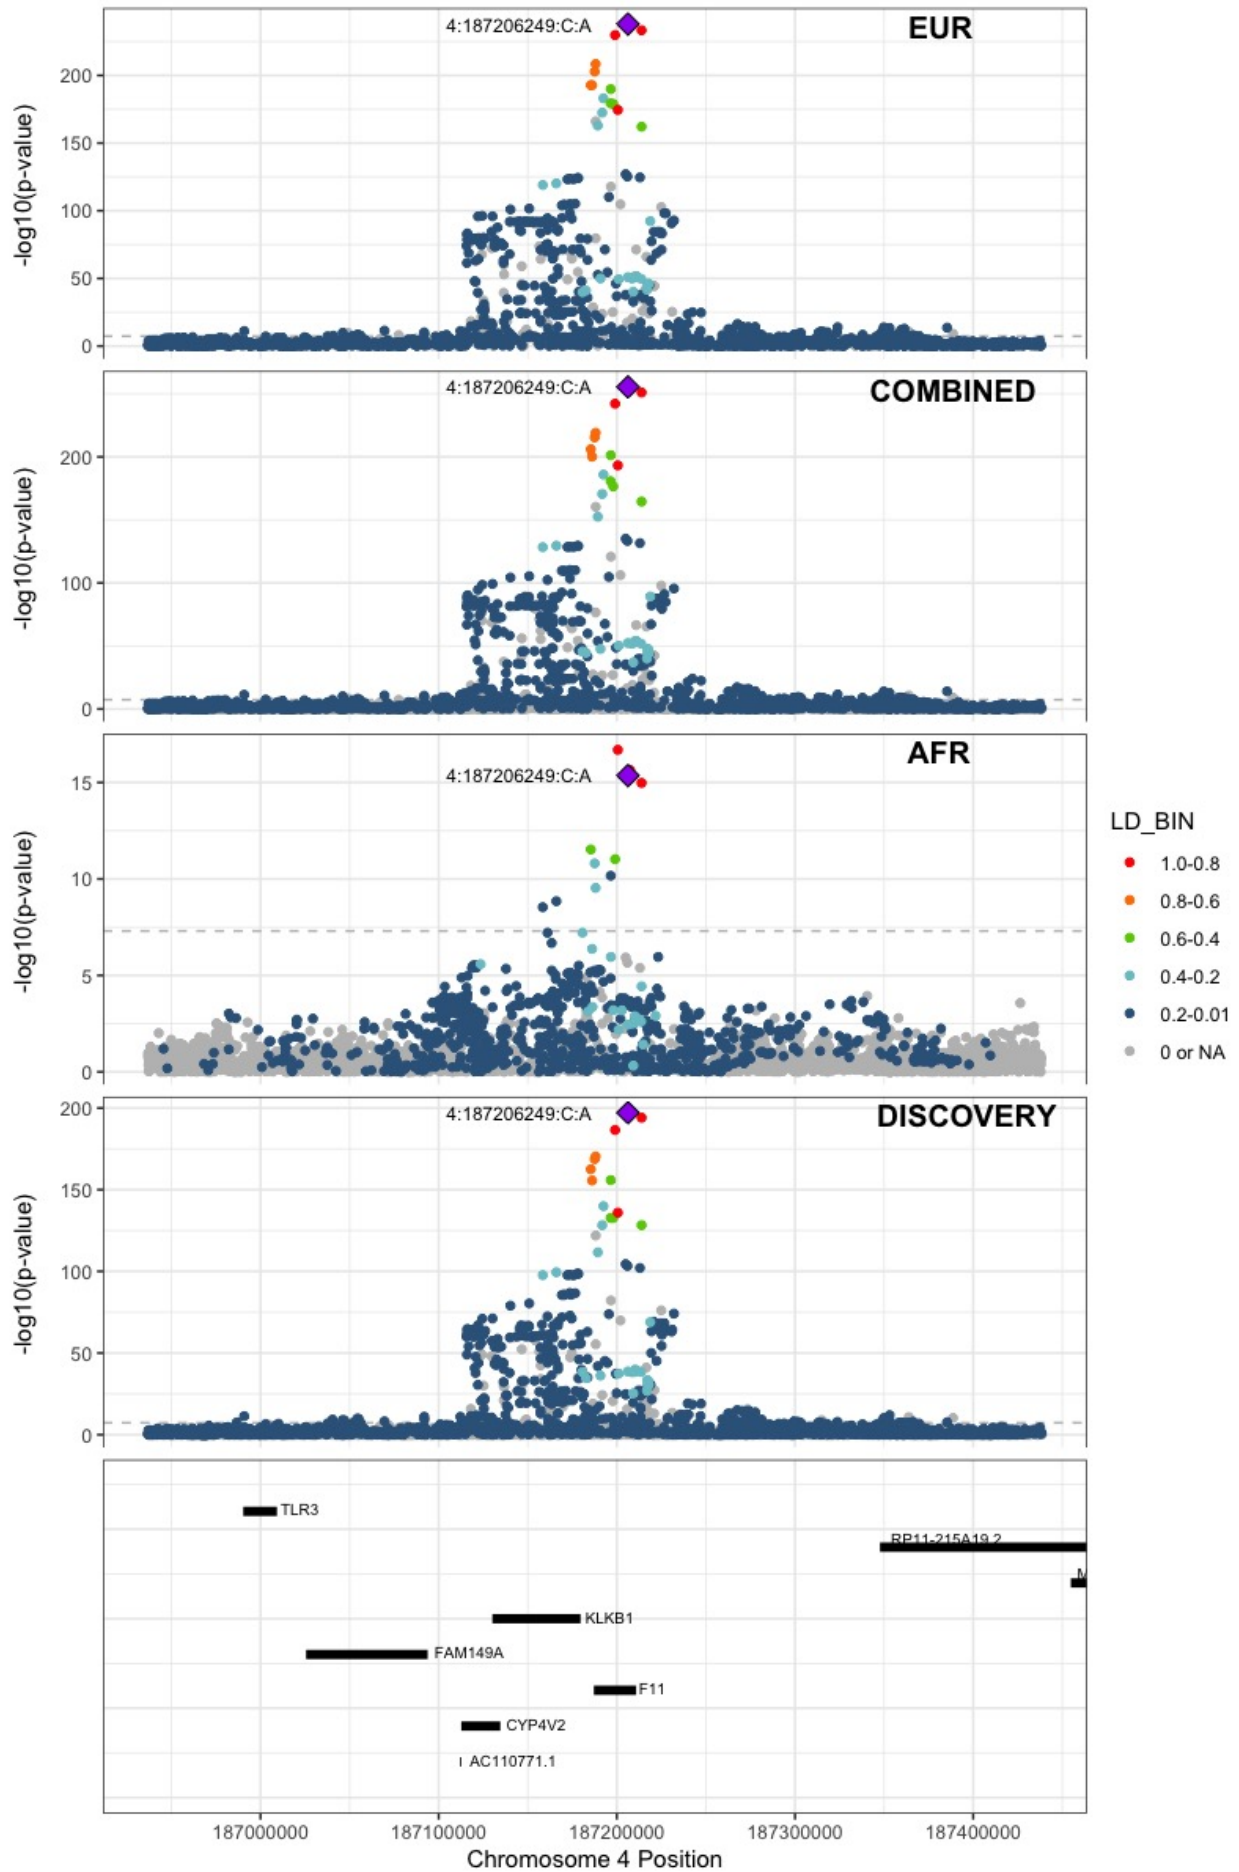 EUR
4:187206249:C:A
-log10(p-value)
200
150
100
50
0
COMBINED
4:187206249:C:A
-log10(p-value)
200
100
0
AFR
4:187206249:C:A
-log10(p-value)
15
10
5
0
LD_BIN
1.0-0.8
0.8-0.6
0.6-0.4
0.4-0.2
0.2-0.01
0 or NA
DISCOVERY
4:187206249:C:A
-log10(p-value)
200
150
100
50
0
TLR3
RP11-215A19.2
KLKB1
FAM149A
F11
CYP4V2
AC110771.1
187000000 187100000 187200000 187300000 187400000
Chromosome 4 Position